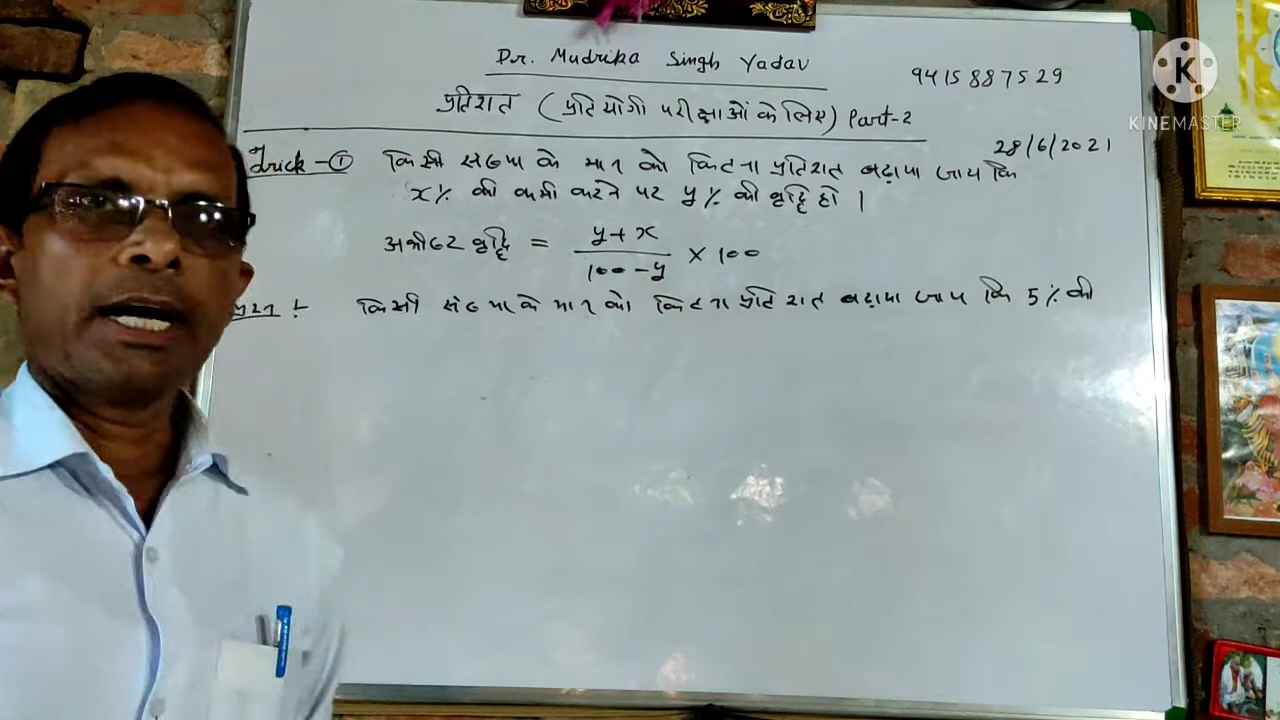 Dr. Mudrika Singh Yadav
9415887529
KINEMASTER
प्रतिशत (प्रतियोगी परीक्षाओं के लिए) Part-2
28/6/2021
Trick-① किसी संख्या के मान को कितना प्रतिशत बढ़ाया जाय कि
x% की कमी करने पर y% की वृद्धि हो।
अभीष्ट वृद्धि = y+x / 100-y × 100
प्रश्न :- किसी संख्या के मान को कितना प्रतिशत बढ़ाया जाय कि 5% की